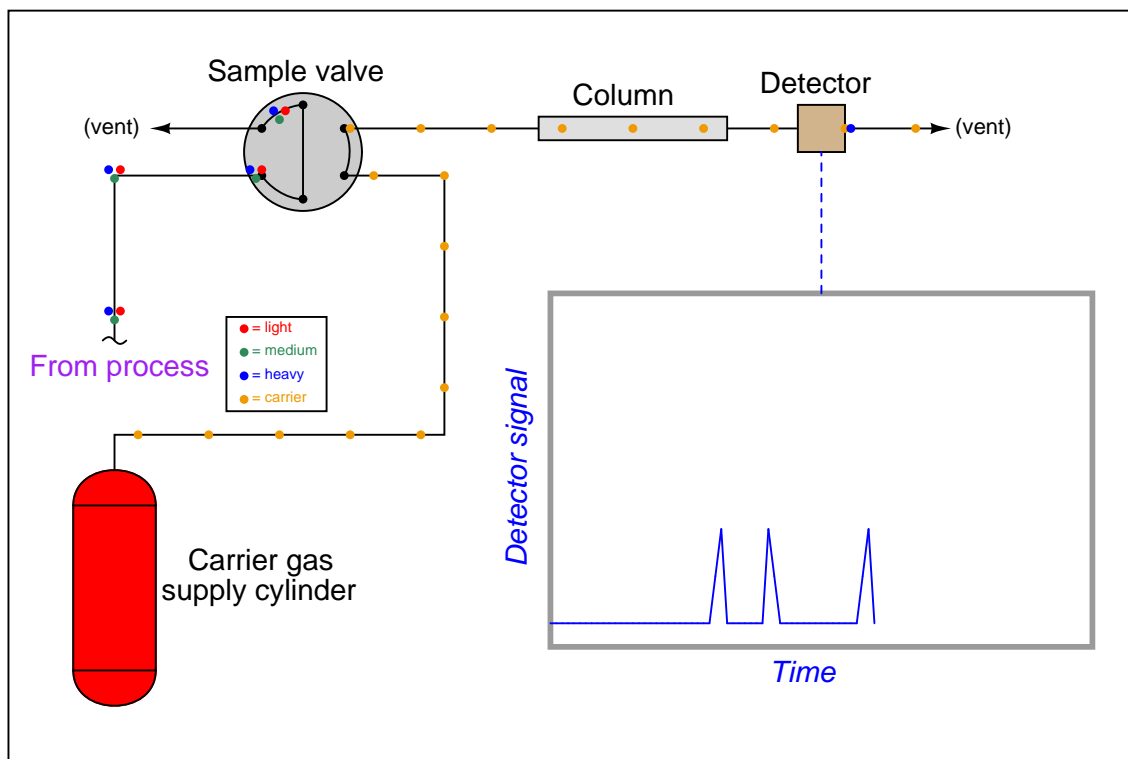 Sample valve
Column
Detector
(vent)
(vent)
From process
= light
= medium
= heavy
= carrier
Carrier gas
supply cylinder
Detector signal
Time